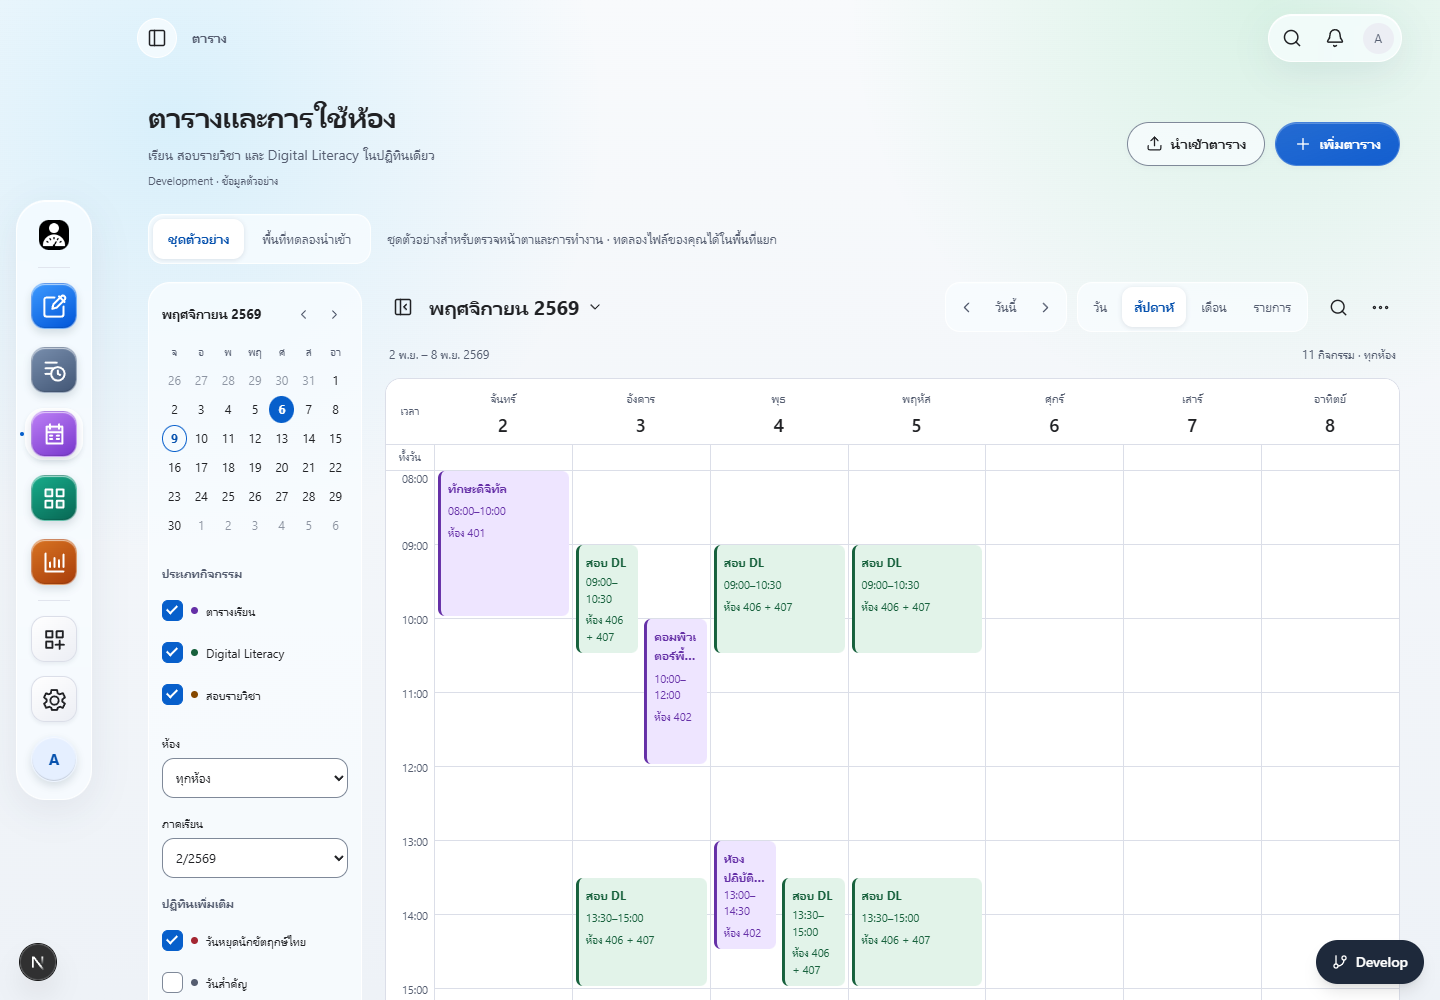 ตาราง
A
ตารางและการใช้ห้อง
เรียน สอบรายวิชา และ Digital Literacy ในปฏิทินเดียว
Development · ข้อมูลตัวอย่าง
นำเข้าตาราง
เพิ่มตาราง
ชุดตัวอย่าง
พื้นที่ทดลองนำเข้า
ชุดตัวอย่างสำหรับตรวจหน้าตาและการทำงาน · ทดลองไฟล์ของคุณได้ในพื้นที่แยก
A
พฤศจิกายน 2569
จ อ พ พฤ ศ ส อา
26 27 28 29 30 31 1
2 3 4 5 6 7 8
9 10 11 12 13 14 15
16 17 18 19 20 21 22
23 24 25 26 27 28 29
30 1 2 3 4 5 6
ประเภทกิจกรรม
ตารางเรียน
Digital Literacy
สอบรายวิชา
ห้อง
ทุกห้อง
ภาคเรียน
2/2569
ปฏิทินเพิ่มเติม
วันหยุดนักขัตฤกษ์ไทย
วันสำคัญ
พฤศจิกายน 2569
วันนี้
วัน สัปดาห์ เดือน รายการ
2 พ.ย. – 8 พ.ย. 2569
11 กิจกรรม · ทุกห้อง
เวลา
จันทร์ อังคาร พุธ พฤหัส ศุกร์ เสาร์ อาทิตย์
2 3 4 5 6 7 8
ทั้งวัน
08:00
09:00
10:00
11:00
12:00
13:00
14:00
15:00
ทักษะดิจิทัล
08:00–10:00
ห้อง 401
สอบ DL
09:00–
10:30
ห้อง 406
+ 407
คอมพิวเ
ตอร์พื้...
10:00–
12:00
ห้อง 402
สอบ DL
13:30–15:00
ห้อง 406 + 407
สอบ DL
09:00–10:30
ห้อง 406 + 407
ห้อง
ปฏิบัติ...
13:00–
14:30
ห้อง 402
สอบ DL
13:30–
15:00
ห้อง 406
+ 407
สอบ DL
09:00–10:30
ห้อง 406 + 407
สอบ DL
13:30–15:00
ห้อง 406 + 407
N
Develop